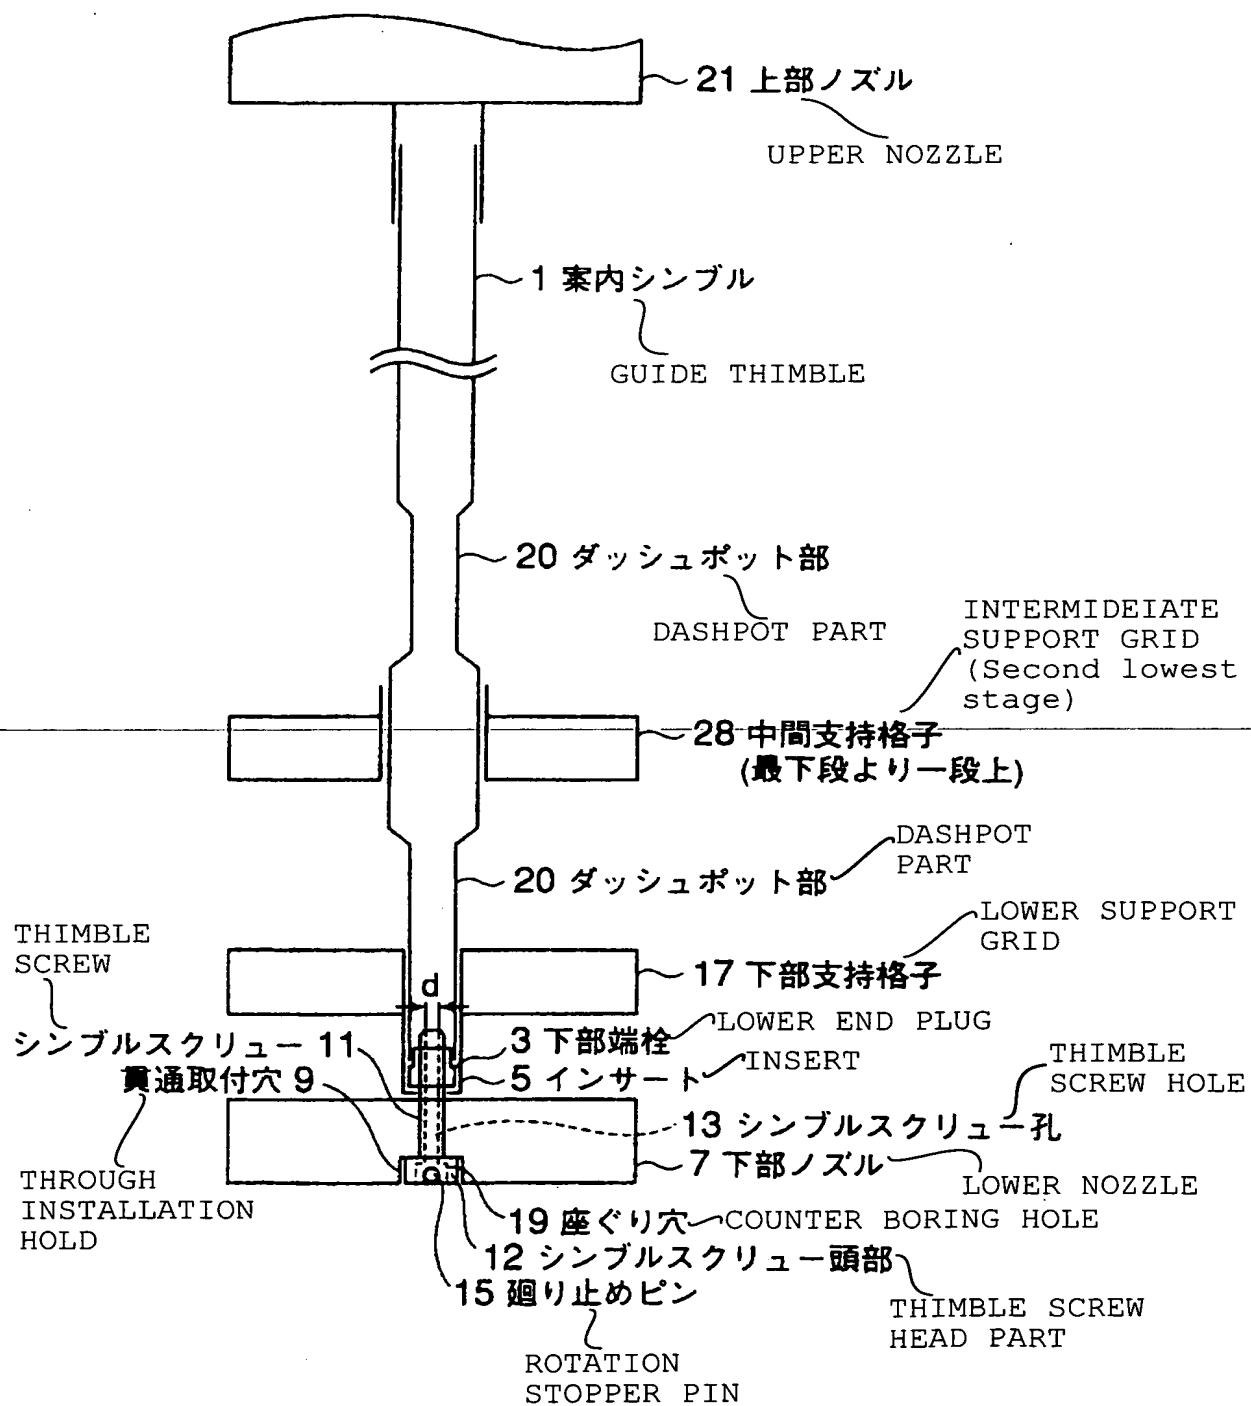 21 上部ノズル
UPPER NOZZLE
1 案内シンブル
GUIDE THIMBLE
20 ダッシュポット部
DASHPOT PART
INTERMIDEIATE
SUPPORT GRID
(Second lowest
stage)
28 中間支持格子
(最下段より一段上)
DASHPOT
PART
20 ダッシュポット部
LOWER SUPPORT
GRID
THIMBLE
SCREW
17 下部支持格子
d
LOWER END PLUG
3 下部端栓
シンブルスクリュー 11
INSERT
5 インサート
貫通取付穴 9
THIMBLE
SCREW HOLE
13 シンブルスクリュー孔
7 下部ノズル
LOWER NOZZLE
THROUGH
INSTALLATION
HOLD
19 座ぐり穴
COUNTER BORING HOLE
12 シンブルスクリュー頭部
15 廻り止めピン
THIMBLE SCREW
HEAD PART
ROTATION
STOPPER PIN